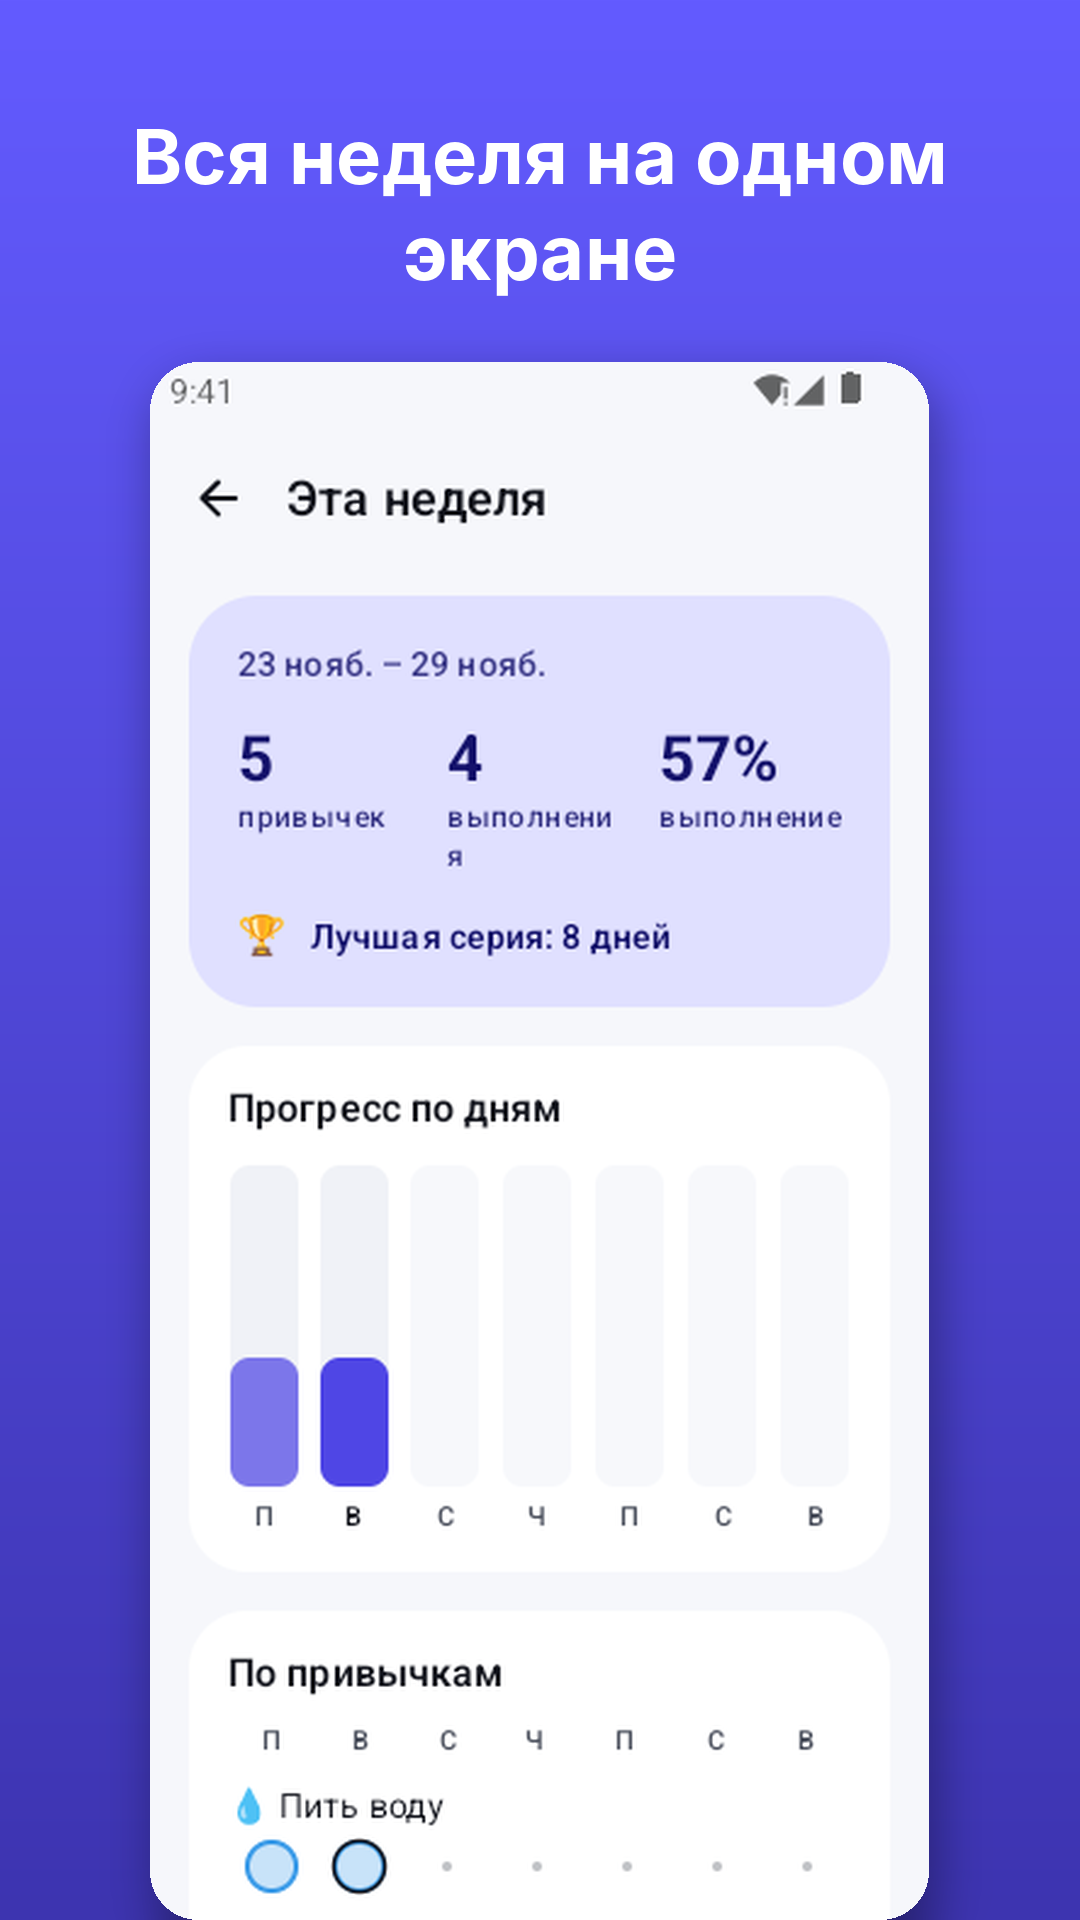 Вся неделя на одном
экране
9:41
Эта неделя
23 нояб. – 29 нояб.
5 4 57%
привычек выполнени выполнение
я
🏆 Лучшая серия: 8 дней
Прогресс по дням
П В С Ч П С В
По привычкам
П В С Ч П С В
💧 Пить воду